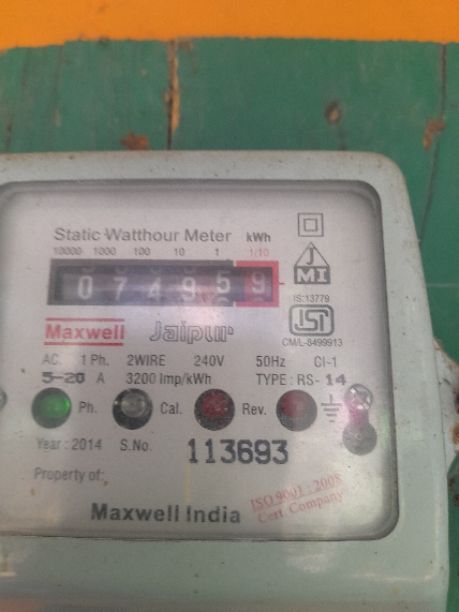 Static Watthour Meter kWh
10000 1000 100 10 1 1/10
0 7 4 9 5 9
J
MI
IS:13779
ISI
CM/L-8499913
Maxwell Jaipur
AC. 1 Ph. 2WIRE 240V 50Hz Cl-1
5-20 A 3200 Imp/kWh TYPE : RS- 14
Ph. Cal. Rev.
Year : 2014 S.No. 113693
Property of:
ISO 9001 : 2008
Cert. Company
Maxwell India